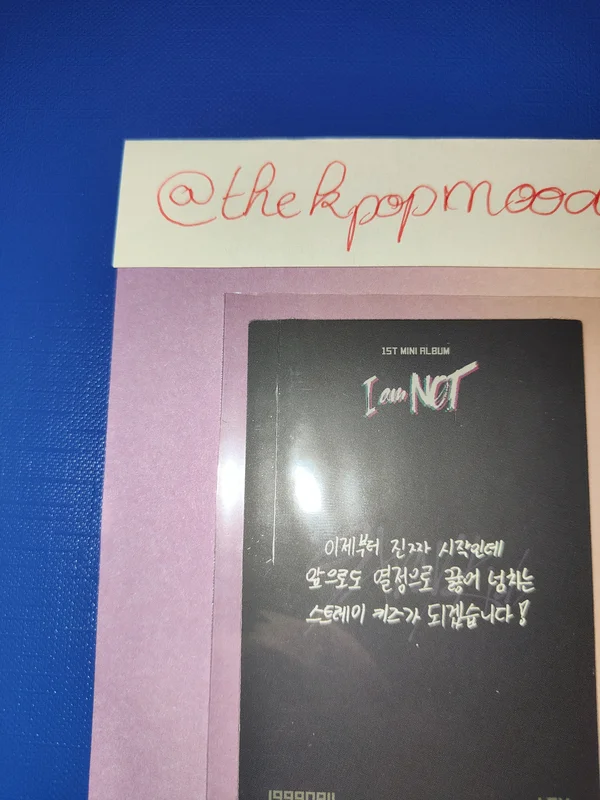 @thekpopmood
1ST MINI ALBUM
I am NOT
이제부터 진짜 시작인데
앞으로도 열정으로 끓어 넘치는
스트레이 키즈가 되겠습니다!